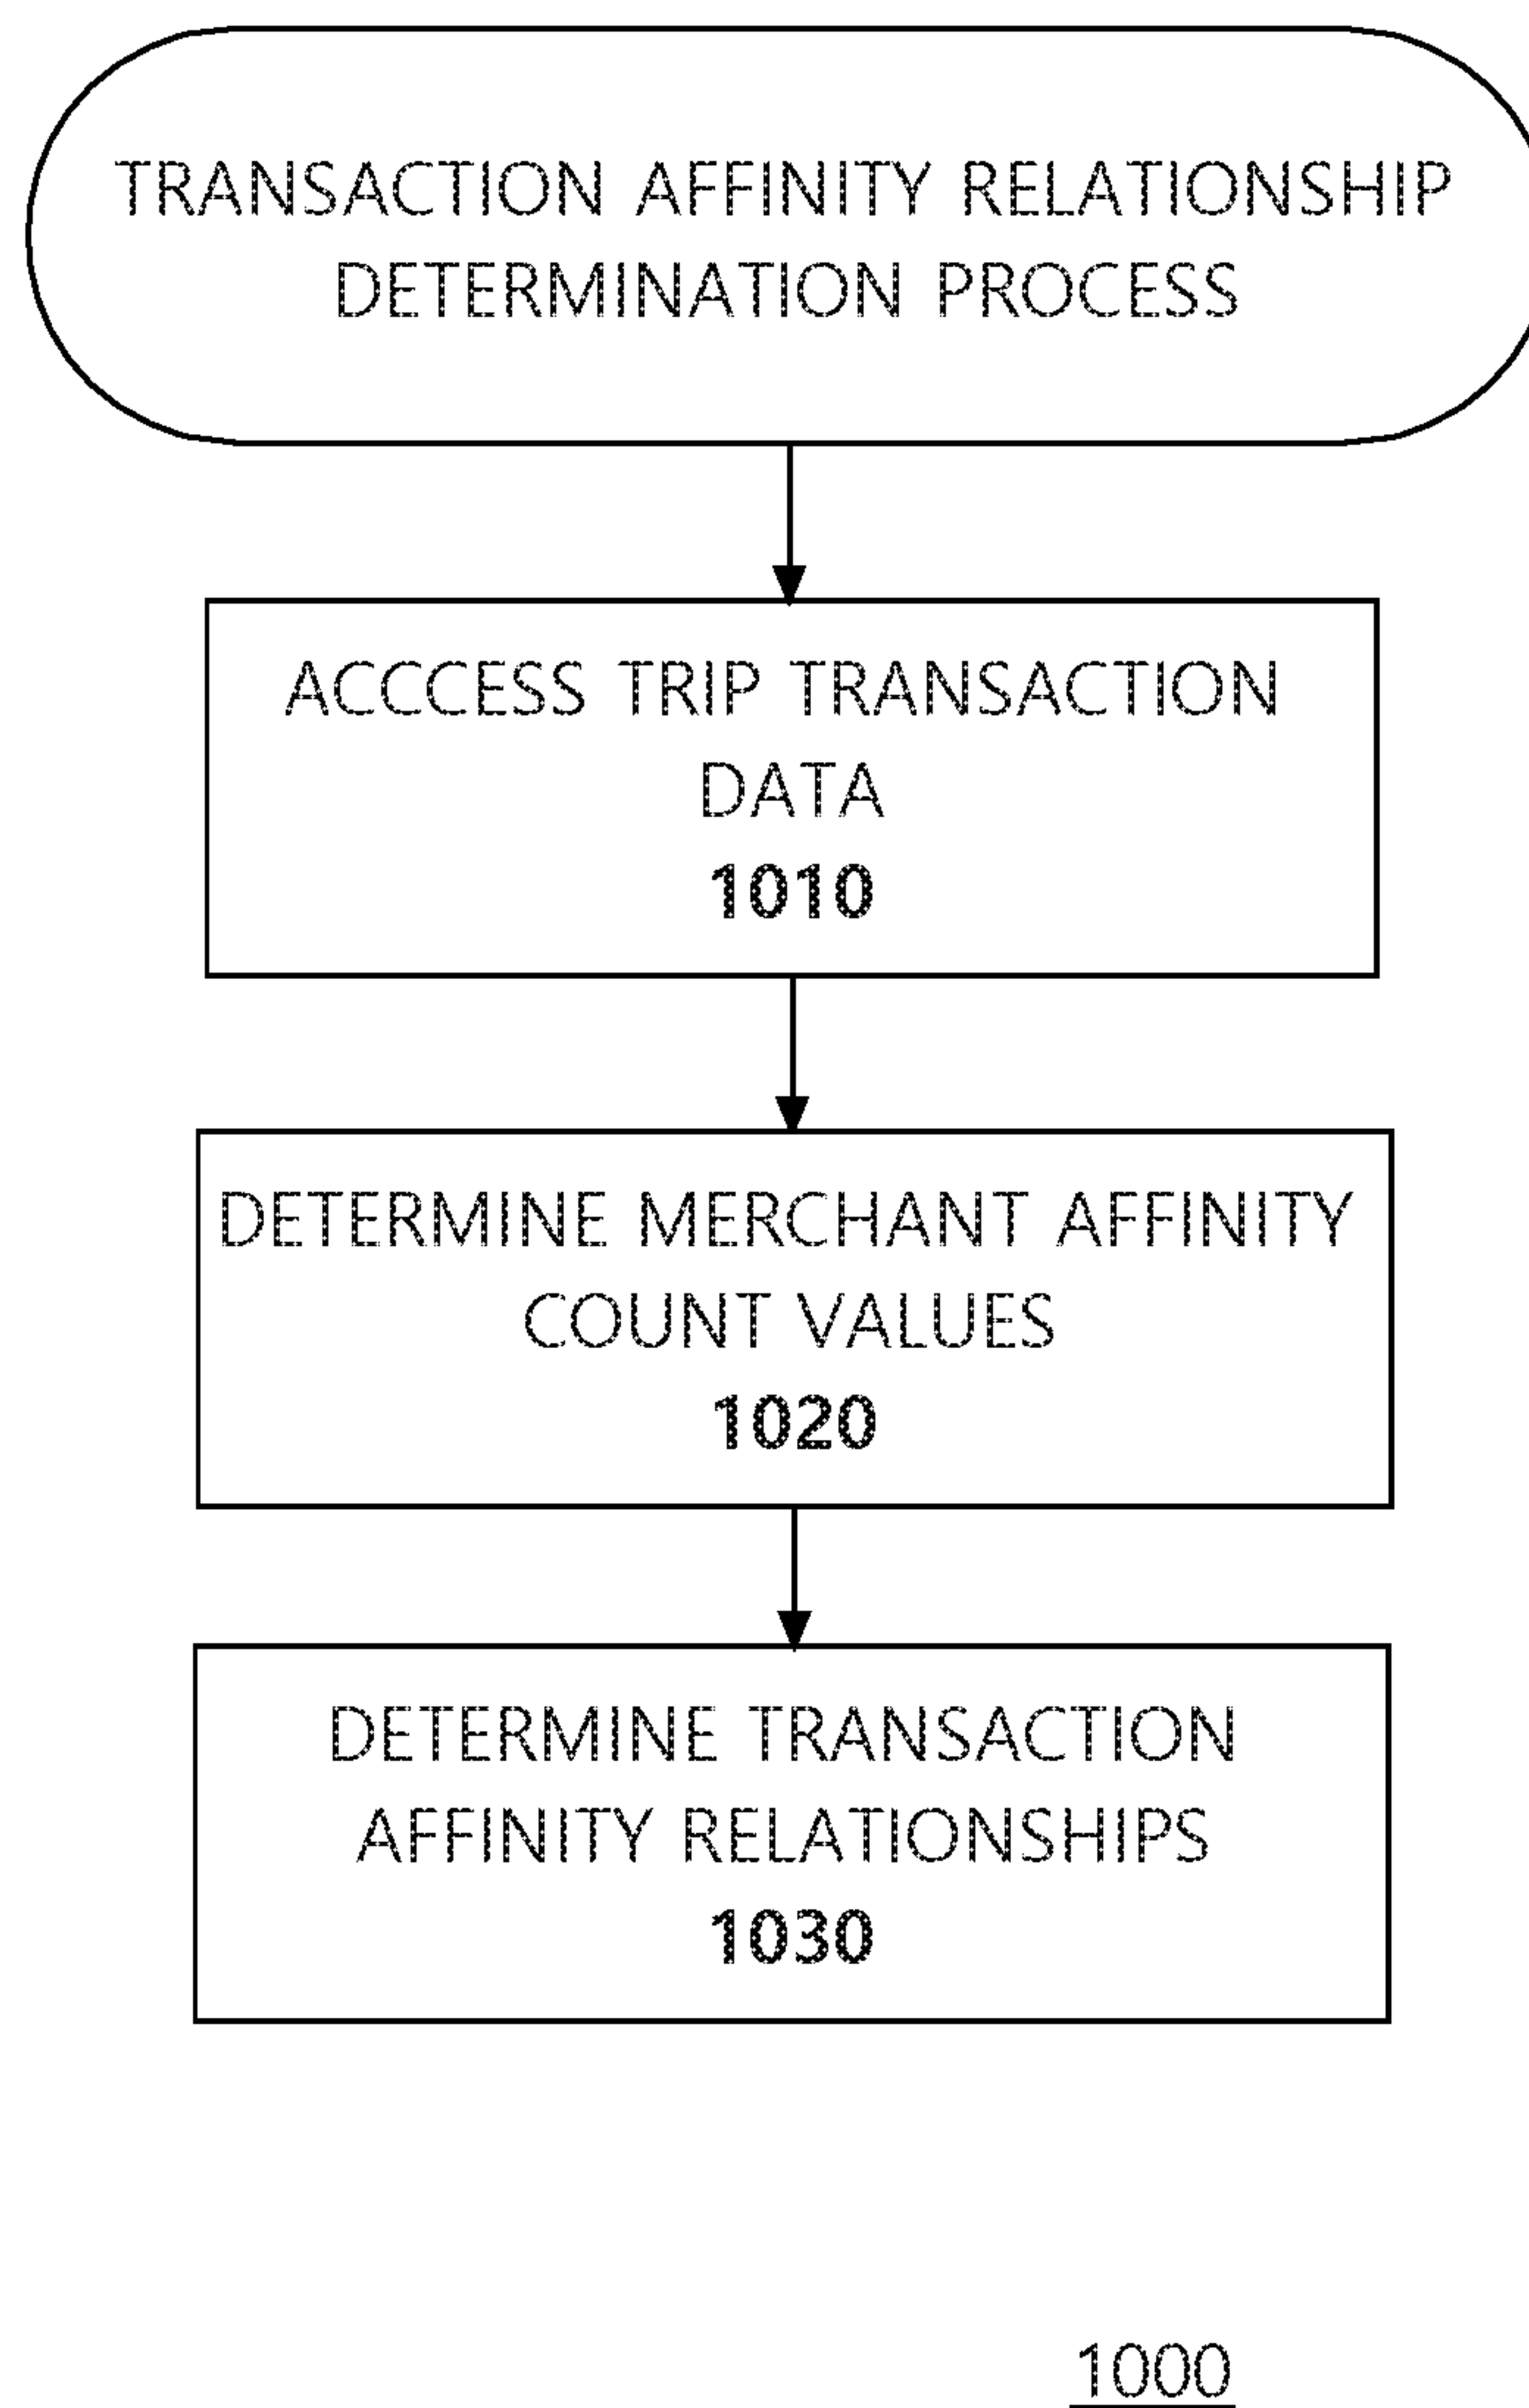 TRANSACTION AFFINITY RELATIONSHIP
DETERMINATION PROCESS
ACCCESS TRIP TRANSACTION
DATA
1010
DETERMINE MERCHANT AFFINITY
COUNT VALUES
1020
DETERMINE TRANSACTION
AFFINITY RELATIONSHIPS
1030
1000